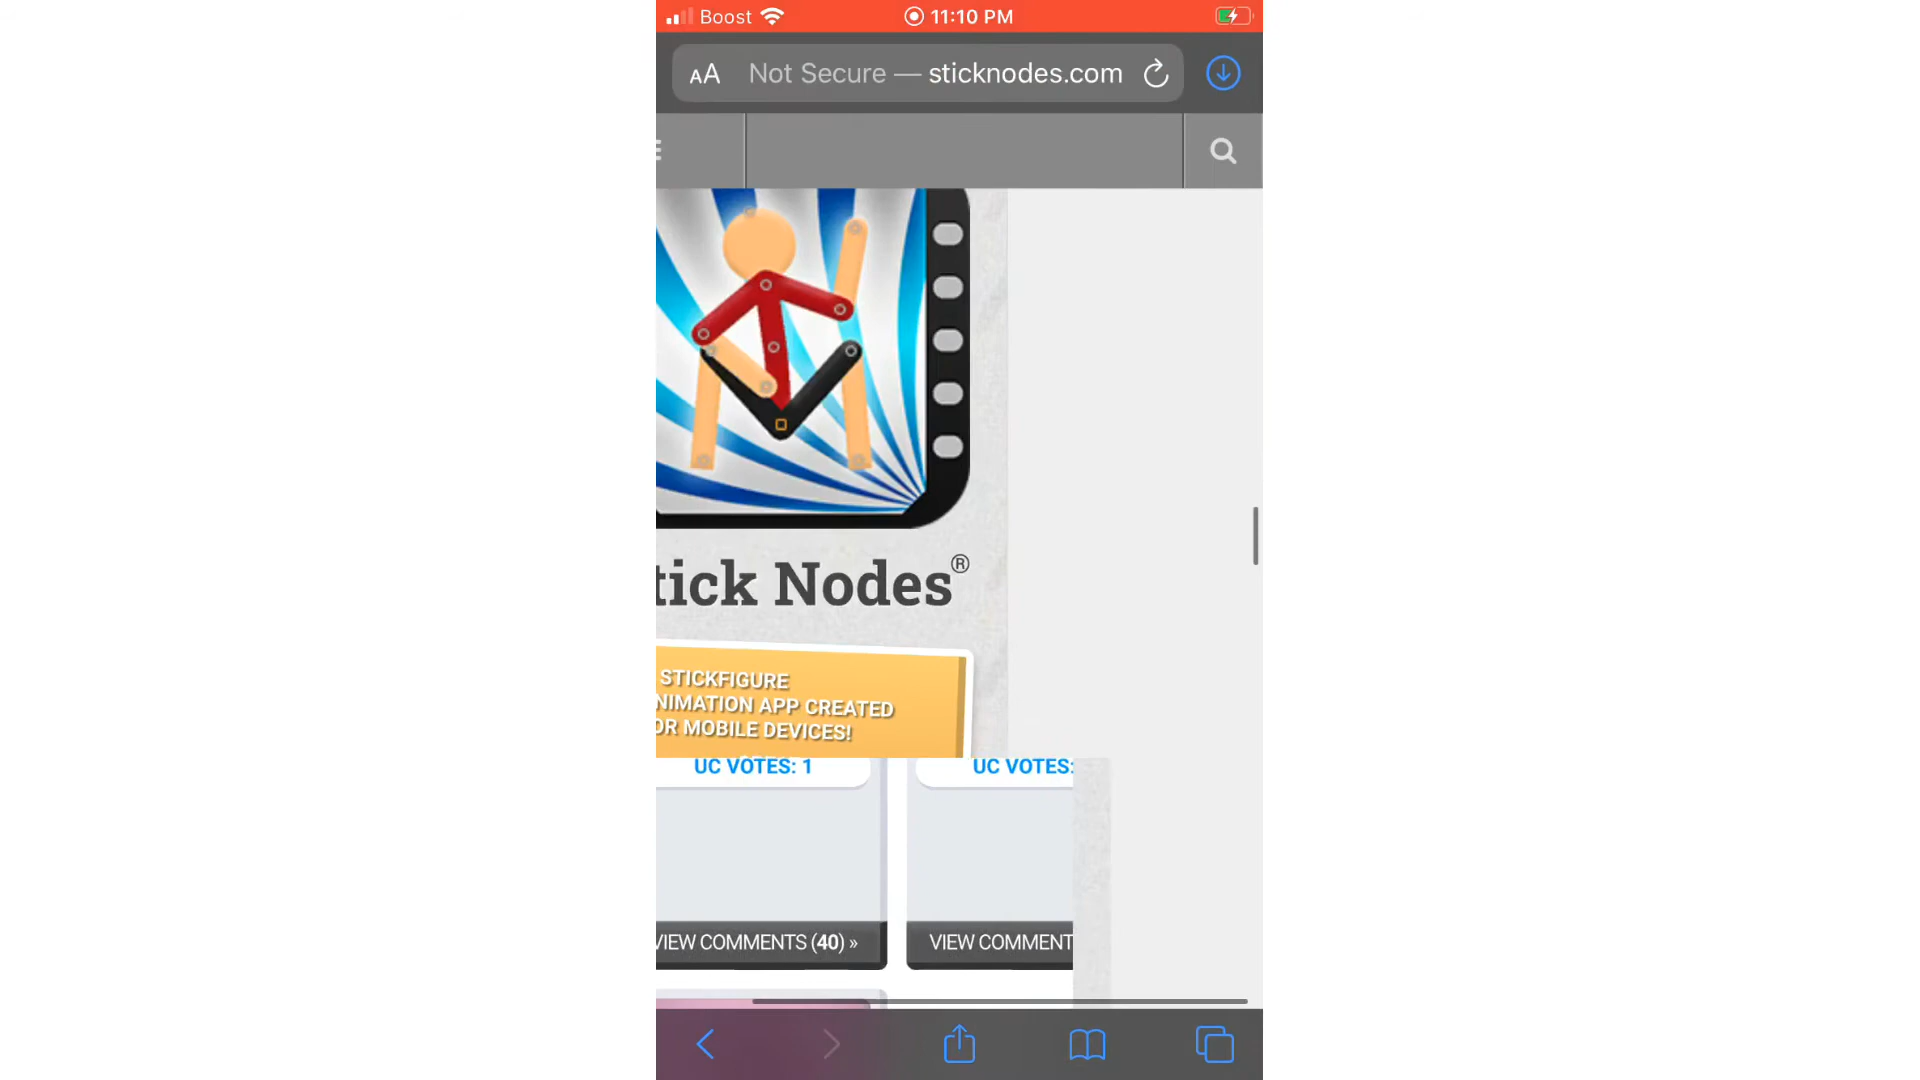 Boost 11:10 PM
AA Not Secure — sticknodes.com
tick Nodes®
STICKFIGURE
NIMATION APP CREATED
OR MOBILE DEVICES!
UC VOTES: 1 UC VOTES:
VIEW COMMENTS (40) » VIEW COMMENT